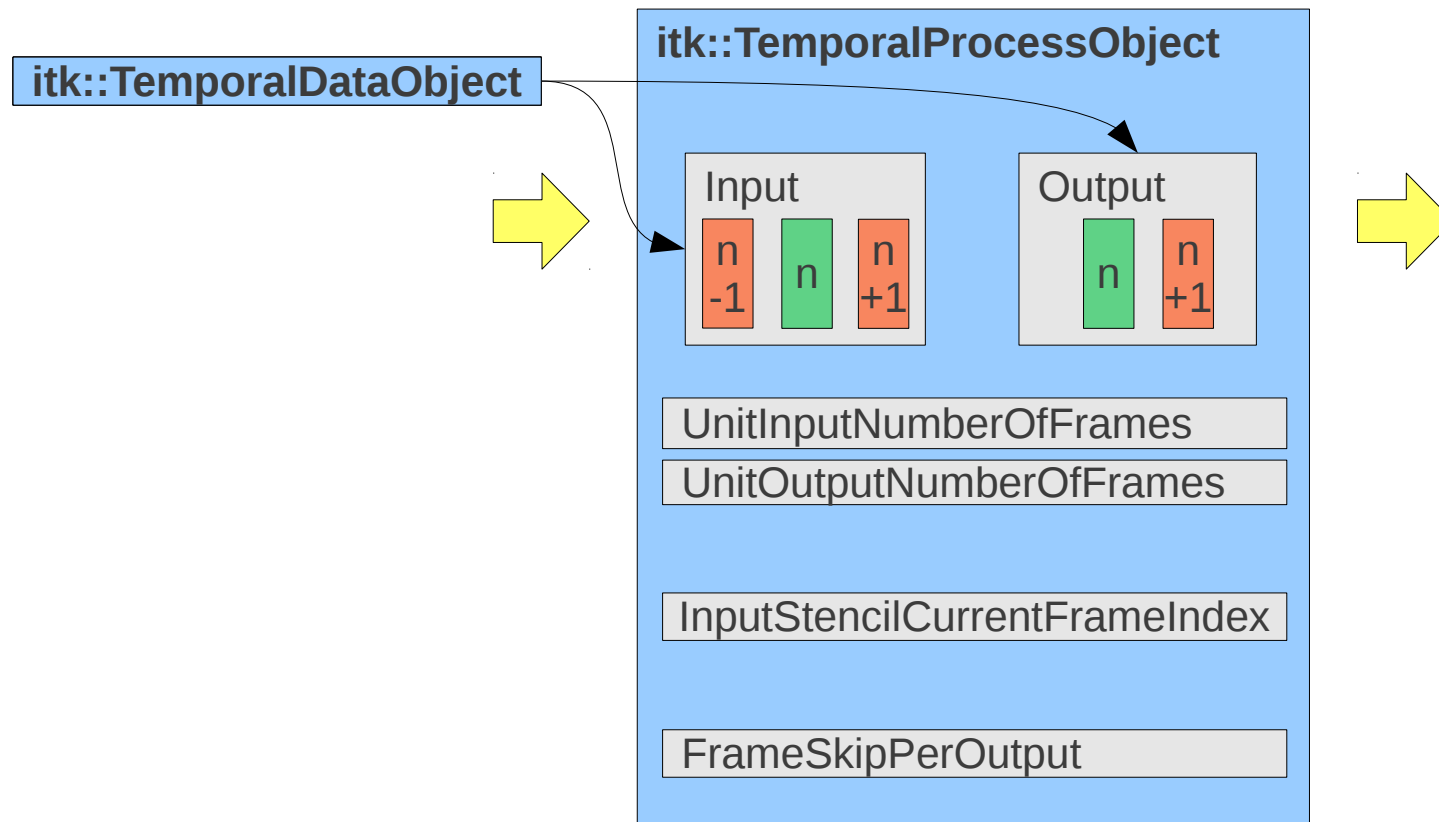 itk::TemporalProcessObject
itk::TemporalDataObject
Input
Output
n
-1
n
n
+1
n
n
+1
UnitInputNumberOfFrames
UnitOutputNumberOfFrames
InputStencilCurrentFrameIndex
FrameSkipPerOutput